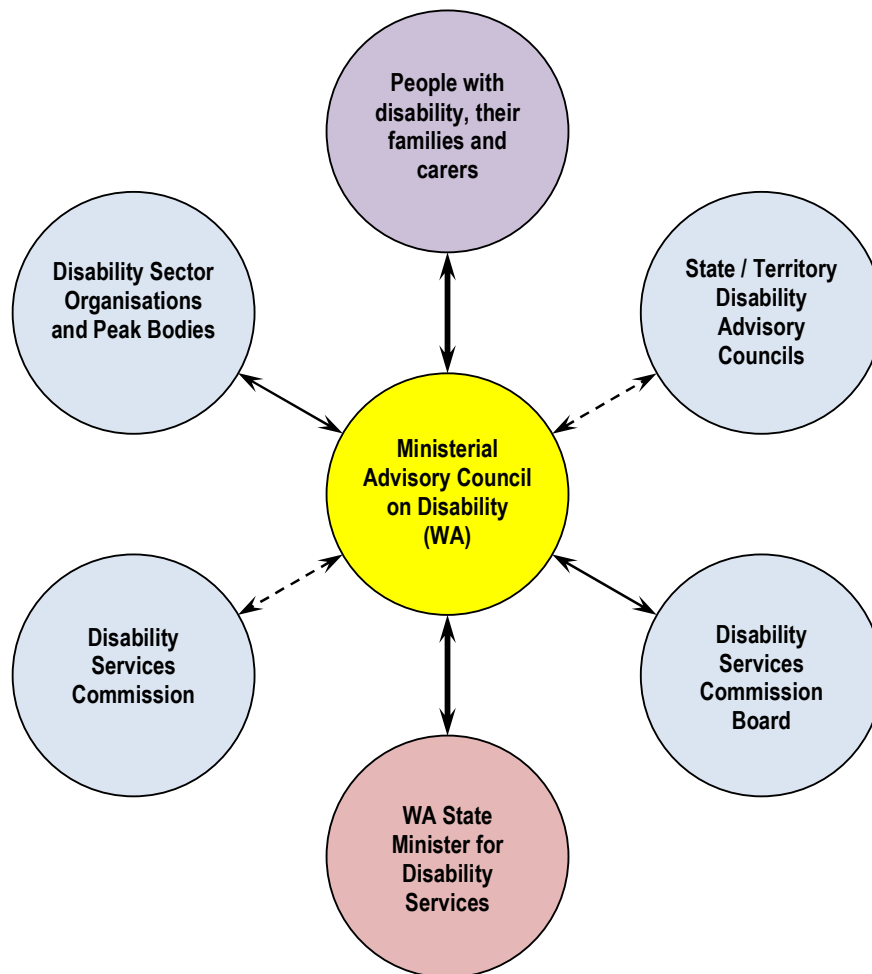 People with
disability, their
families and
carers
Disability Sector
Organisations
and Peak Bodies
State / Territory
Disability
Advisory
Councils
Ministerial
Advisory Council
on Disability
(WA)
Disability
Services
Commission
Disability
Services
Commission
Board
WA State
Minister for
Disability
Services